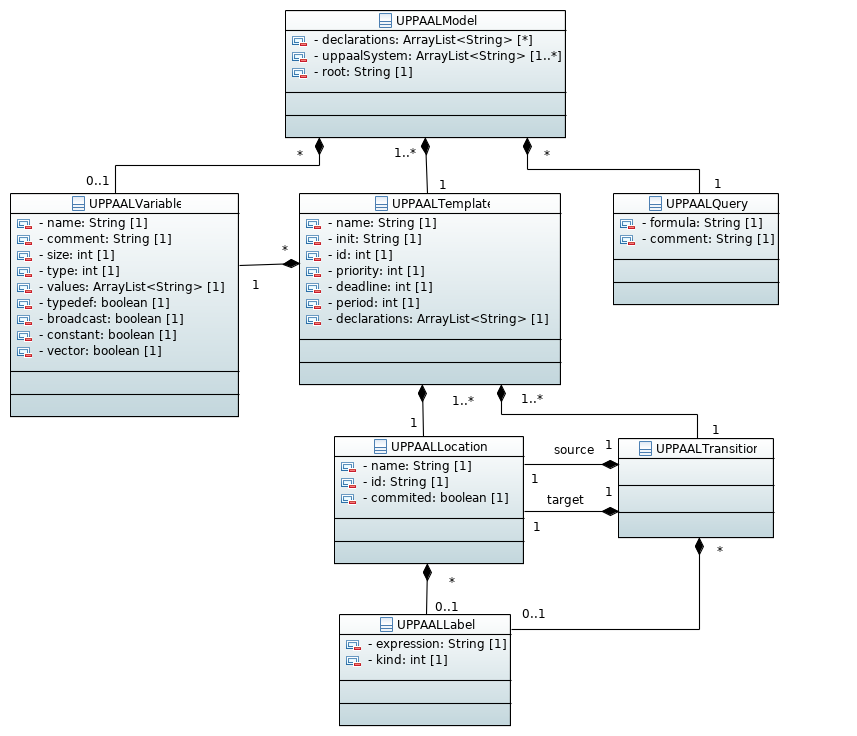 UPPAALModel
- declarations: ArrayList<String> [*]
- uppaalSystem: ArrayList<String> [1..*]
- root: String [1]
*
1..*
*
0..1
1
1
UPPAALVariable
- name: String [1]
- comment: String [1]
- size: int [1]
- type: int [1]
- values: ArrayList<String> [1]
- typedef: boolean [1]
- broadcast: boolean [1]
- constant: boolean [1]
- vector: boolean [1]
*
1
UPPAALTemplate
- name: String [1]
- init: String [1]
- id: int [1]
- priority: int [1]
- deadline: int [1]
- period: int [1]
- declarations: ArrayList<String> [1]
UPPAALQuery
- formula: String [1]
- comment: String [1]
1..*
1..*
1
1
UPPAALLocation
- name: String [1]
- id: String [1]
- commited: boolean [1]
source
1
1
target
1
1
UPPAALTransitior
*
*
0..1
0..1
UPPAALLabel
- expression: String [1]
- kind: int [1]